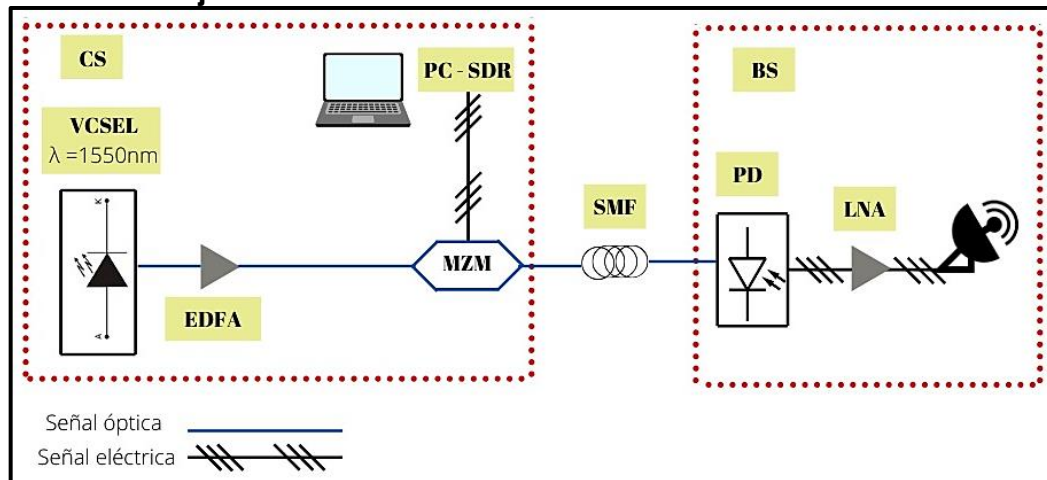 CS
PC - SDR
BS
VCSEL
λ =1550nm
PD
SMF
LNA
K
MZM
EDFA
A
Señal óptica
Señal eléctrica